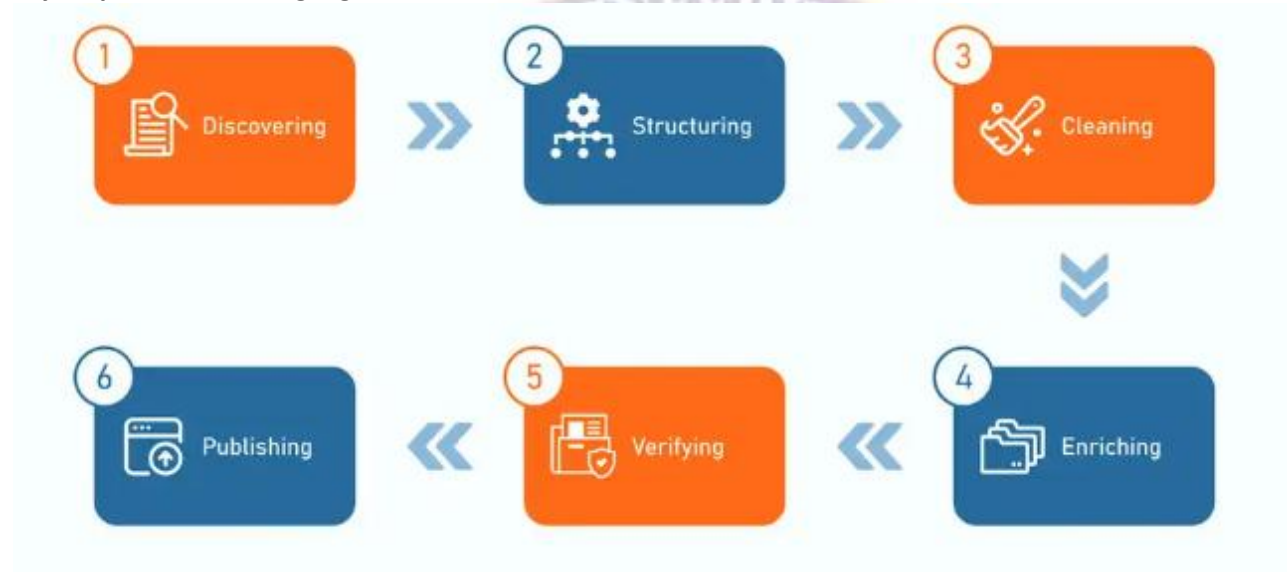 1
Discovering
2
Structuring
3
Cleaning
4
Enriching
5
Verifying
6
Publishing